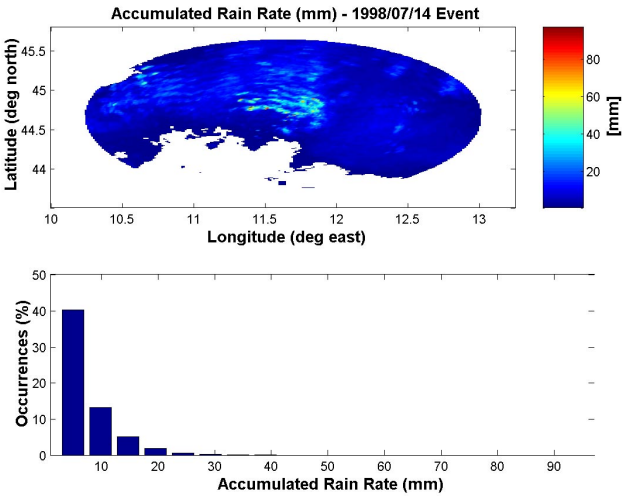 Accumulated Rain Rate (mm) - 1998/07/14 Event
Latitude (deg north)
45.5
45
44.5
44
10 10.5 11 11.5 12 12.5 13
Longitude (deg east)
80
60
40
20
[mm]
Occurrences (%)
50
40
30
20
10
0
10 20 30 40 50 60 70 80 90
Accumulated Rain Rate (mm)